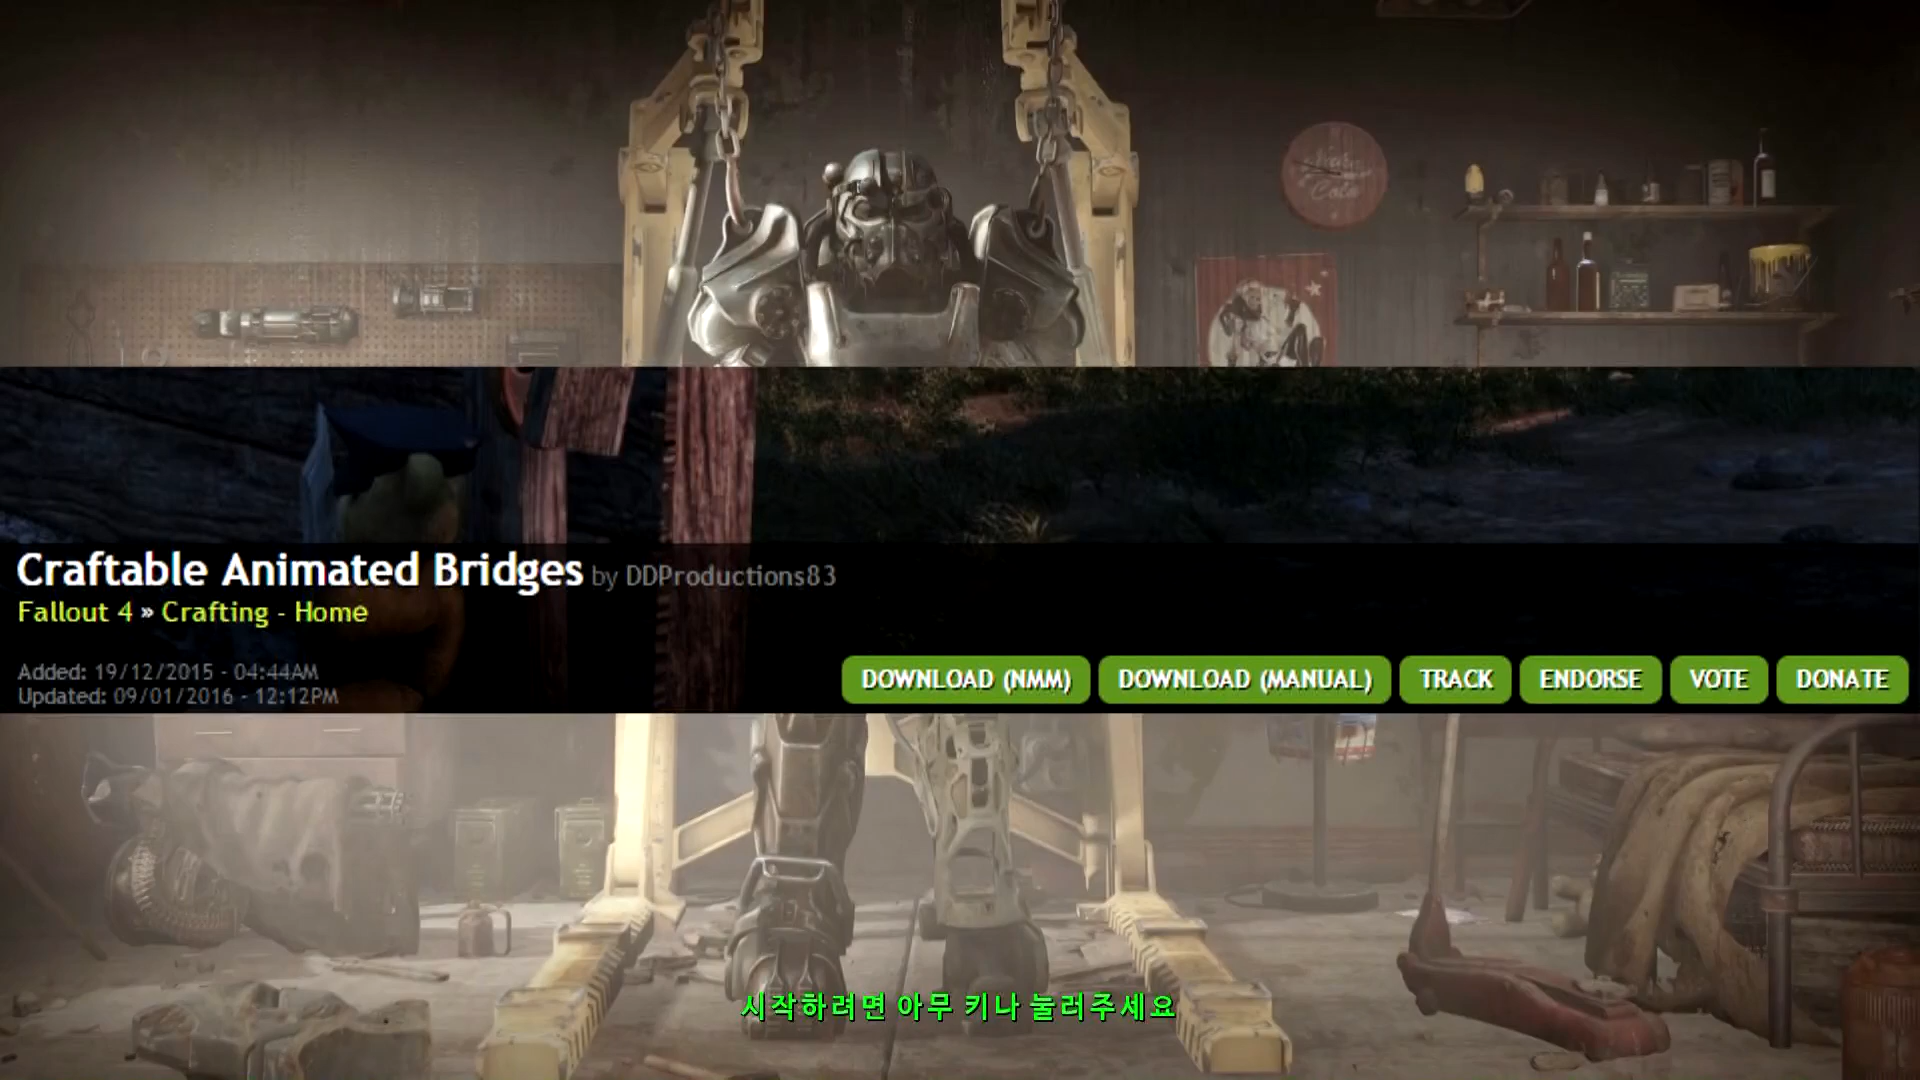 Nuka
Cola
Craftable Animated Bridges by DDProductions83
Fallout 4 » Crafting - Home
Added: 19/12/2015 - 04:44AM
Updated: 09/01/2016 - 12:12PM
DOWNLOAD (NMM) DOWNLOAD (MANUAL) TRACK ENDORSE VOTE DONATE
시작하려면 아무 키나 눌러주세요